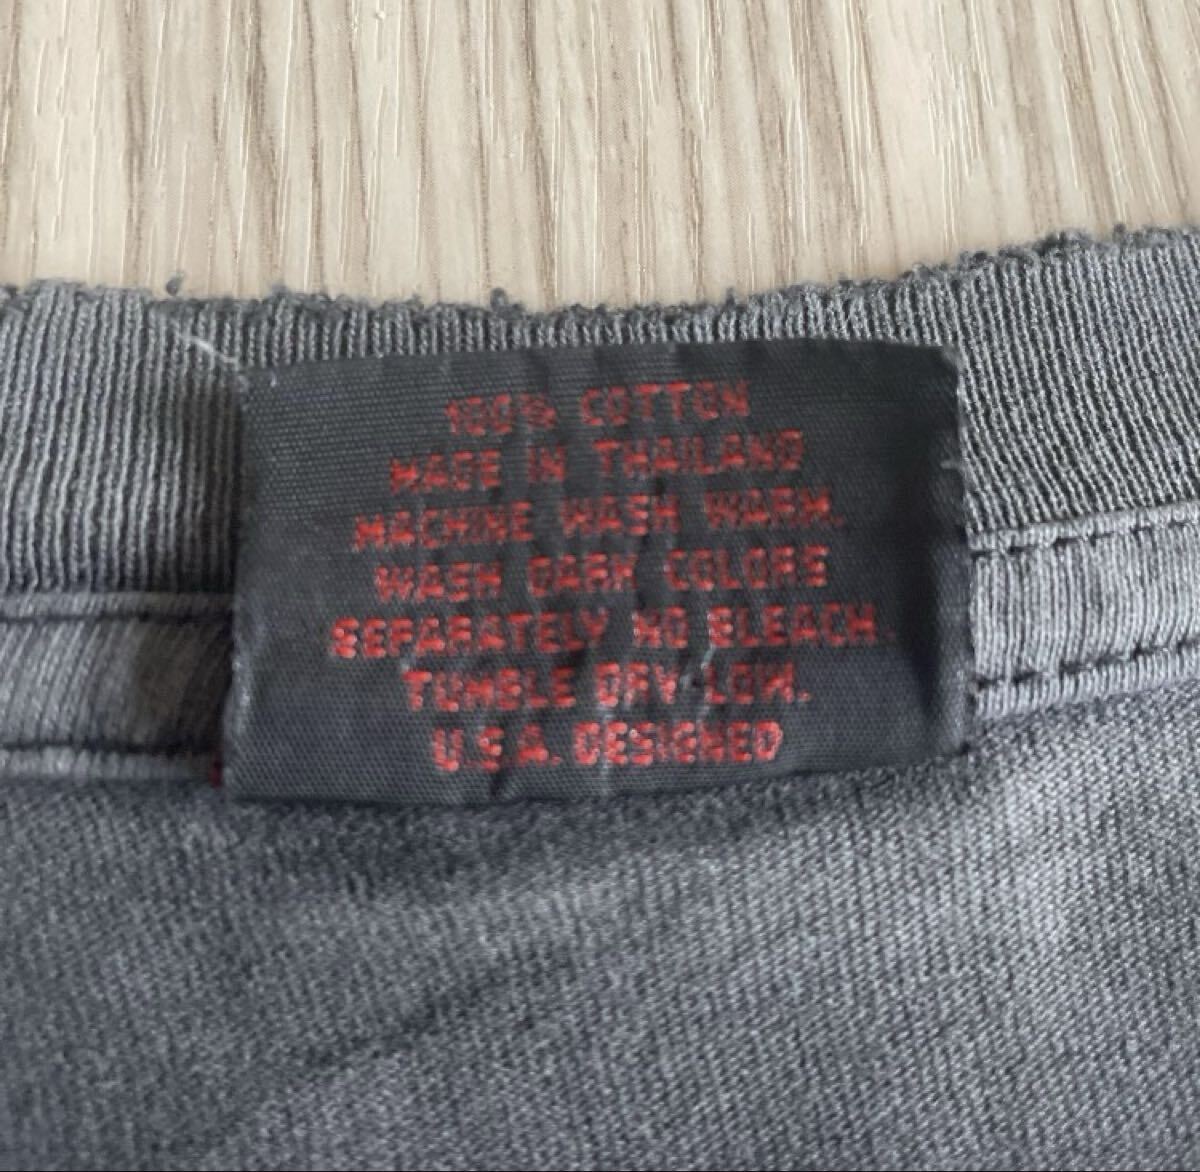 100% COTTON
MADE IN THAILAND
MACHINE WASH WARM.
WASH DARK COLORS
SEPARATELY NO BLEACH.
TUMBLE DRY LOW.
U.S.A. DESIGNED